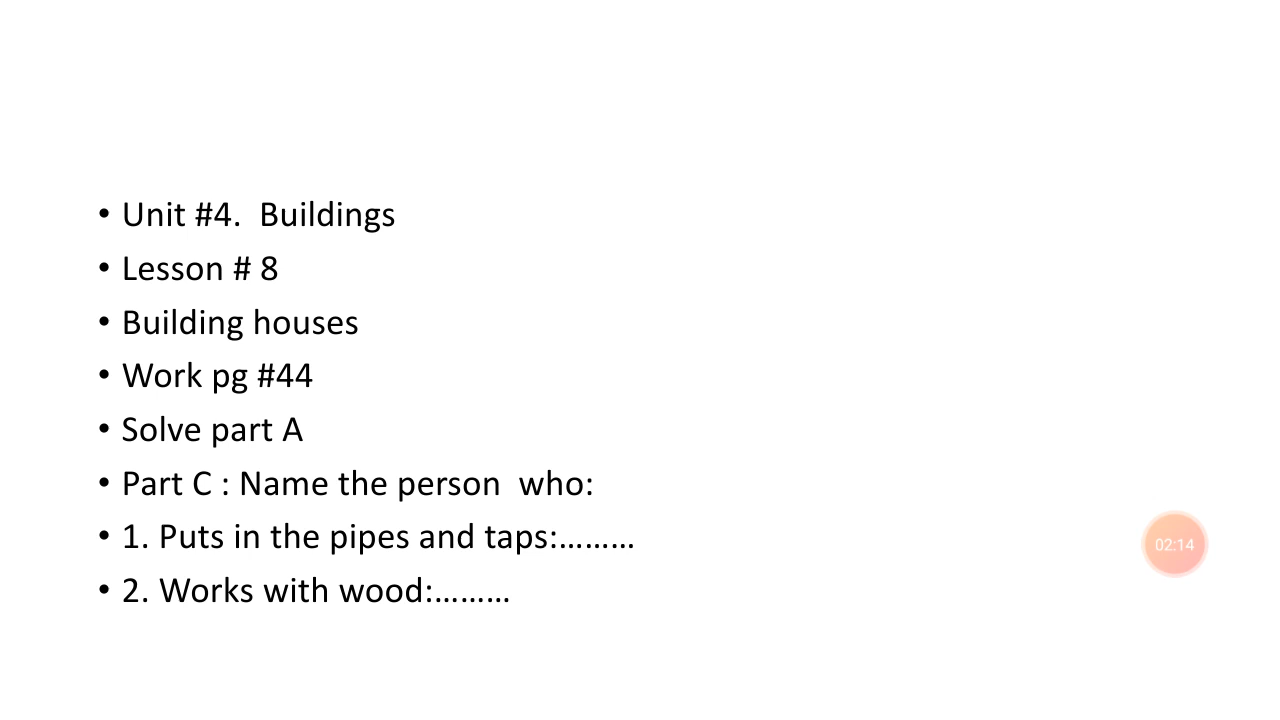 • Unit #4.  Buildings
• Lesson # 8
• Building houses
• Work pg #44
• Solve part A
• Part C : Name the person  who:
• 1. Puts in the pipes and taps:………
• 2. Works with wood:………
02:14